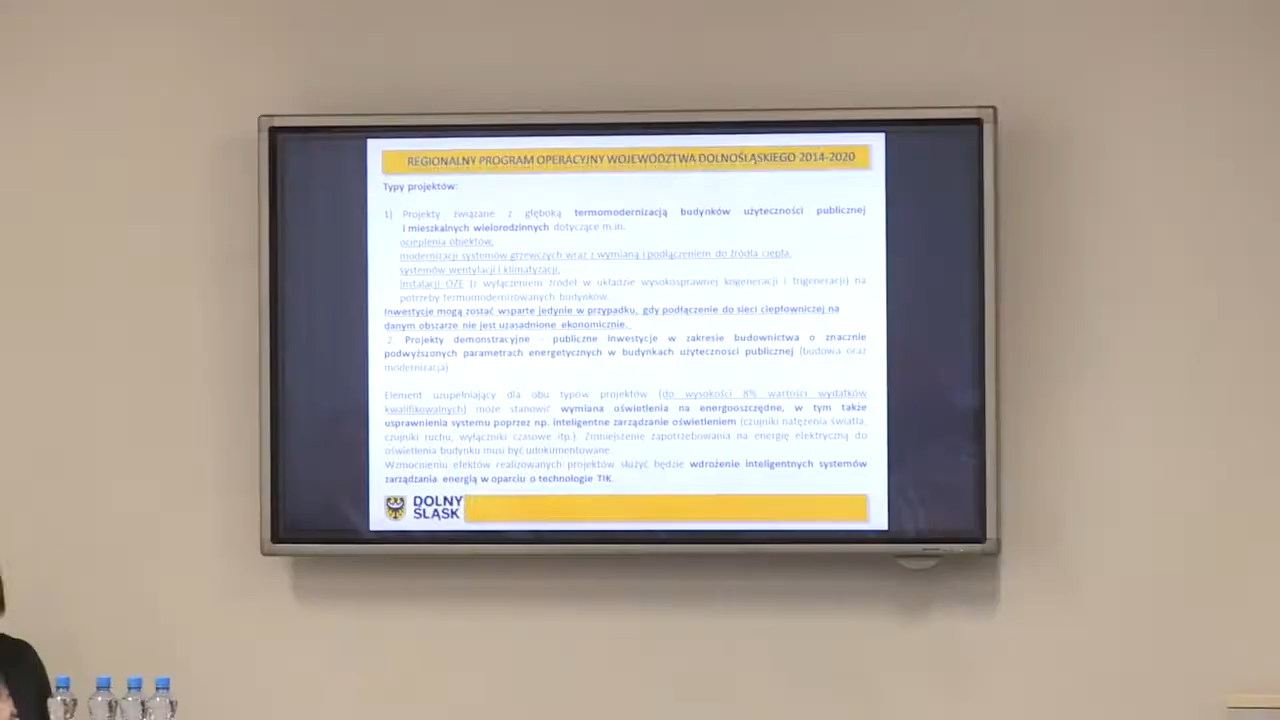 REGIONALNY PROGRAM OPERACYJNY WOJEWÓDZTWA DOLNOŚLĄSKIEGO 2014-2020
Typy projektów:
1) Projekty związane z głęboką termomodernizacją budynków użyteczności publicznej
i mieszkalnych wielorodzinnych dotyczące m.in.
ocieplenia obiektów,
modernizacji systemów grzewczych wraz z wymianą i podłączeniem do źródła ciepła,
systemów wentylacji i klimatyzacji,
instalacji OZE (z wyłączeniem źródeł w układzie wysokosprawnej kogeneracji i trigeneracji) na
potrzeby termomodernizowanych budynków.
Inwestycje mogą zostać wsparte jedynie w przypadku, gdy podłączenie do sieci ciepłowniczej na
danym obszarze nie jest uzasadnione ekonomicznie.
2 Projekty demonstracyjne - publiczne inwestycje w zakresie budownictwa o znacznie
podwyższonych parametrach energetycznych w budynkach użyteczności publicznej (budowa oraz
modernizacja)
Element uzupełniający dla obu typów projektów (do wysokości 8% wartości wydatków
kwalifikowalnych) może stanowić wymiana oświetlenia na energooszczędne, w tym także
usprawnienia systemu poprzez np. inteligentne zarządzanie oświetleniem (czujniki natężenia światła,
czujniki ruchu, wyłączniki czasowe itp.). Zmniejszenie zapotrzebowania na energię elektryczną do
oświetlenia budynku musi być udokumentowane.
Wzmocnieniu efektów realizowanych projektów służyć będzie wdrożenie inteligentnych systemów
zarządzania energią w oparciu o technologie TIK.
DOLNY
ŚLĄSK